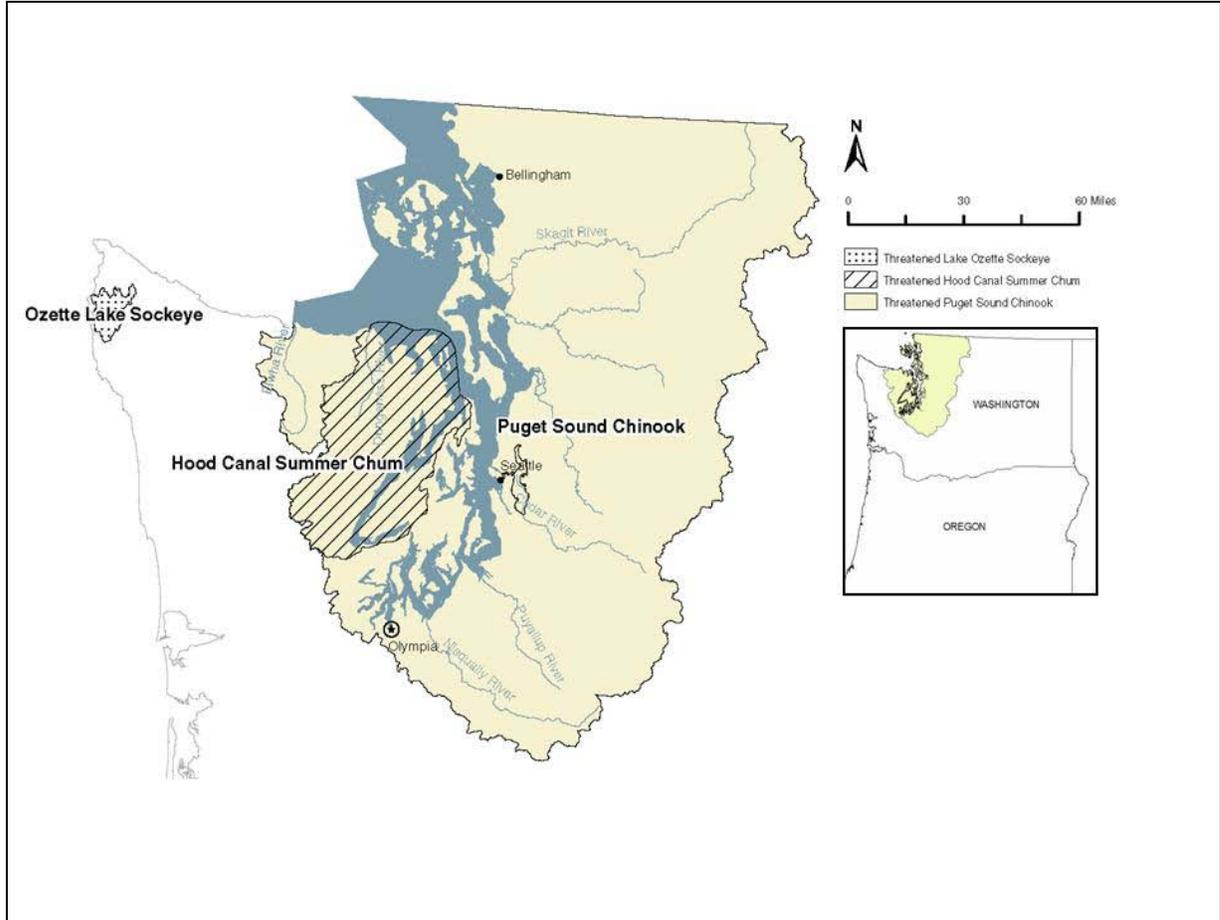 N
0 30 60 Miles
Bellingham
Skagit River
Threatened Lake Ozette Sockeye
Threatened Hood Canal Summer Chum
Threatened Puget Sound Chinook
Ozette Lake Sockeye
Elwha River
WASHINGTON
Puget Sound Chinook
Hood Canal Summer Chum
Seattle
Cedar River
OREGON
Puyallup River
Olympia
Nisqually River